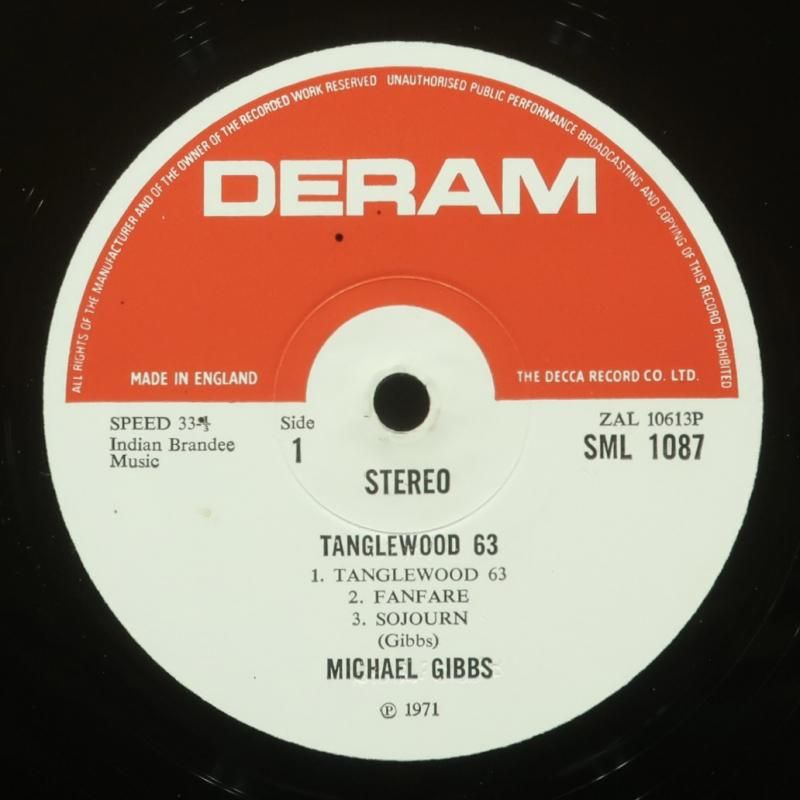 ALL RIGHTS OF THE MANUFACTURER AND OF THE OWNER OF THE RECORDED WORK RESERVED UNAUTHORISED PUBLIC PERFORMANCE BROADCASTING AND COPYING OF THIS RECORD PROHIBITED
DERAM
MADE IN ENGLAND
THE DECCA RECORD CO. LTD.
SPEED 33⅓
Indian Brandee
Music
Side
1
ZAL 10613P
SML 1087
STEREO
TANGLEWOOD 63
1. TANGLEWOOD 63
2. FANFARE
3. SOJOURN
(Gibbs)
MICHAEL GIBBS
℗ 1971